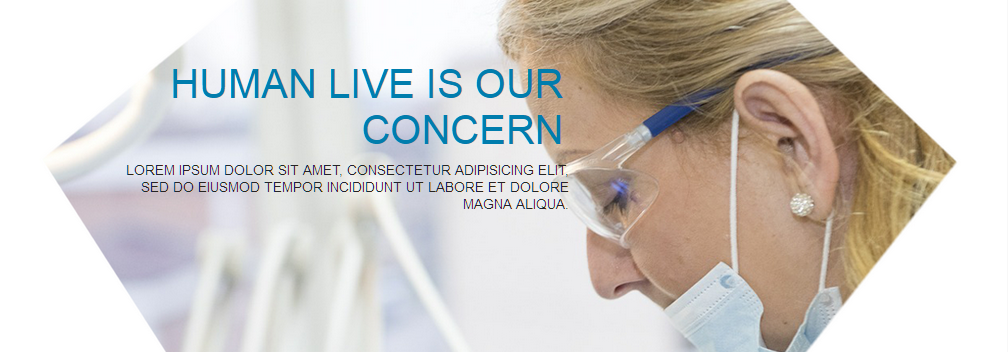 HUMAN LIVE IS OUR
CONCERN
LOREM IPSUM DOLOR SIT AMET, CONSECTETUR ADIPISICING ELIT,
SED DO EIUSMOD TEMPOR INCIDIDUNT UT LABORE ET DOLORE
MAGNA ALIQUA.